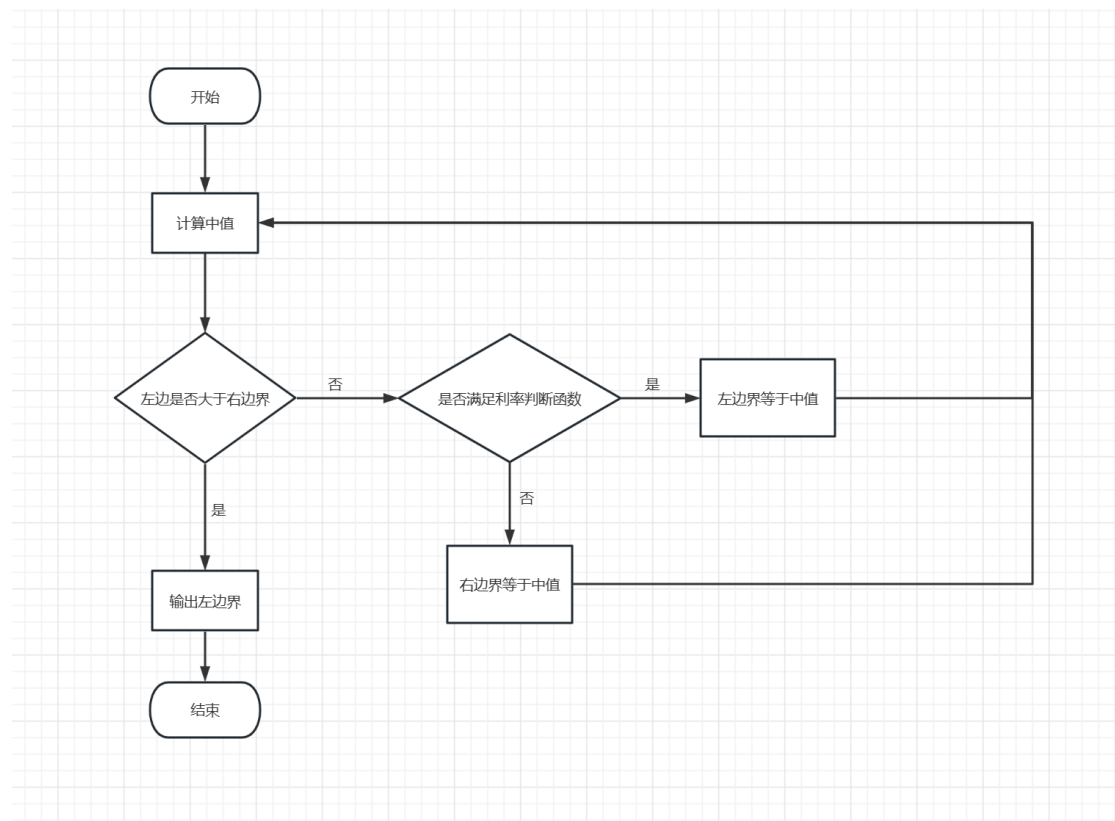 开始
计算中值
左边是否大于右边界
否
是否满足利率判断函数
是
左边界等于中值
否
是
右边界等于中值
输出左边界
结束